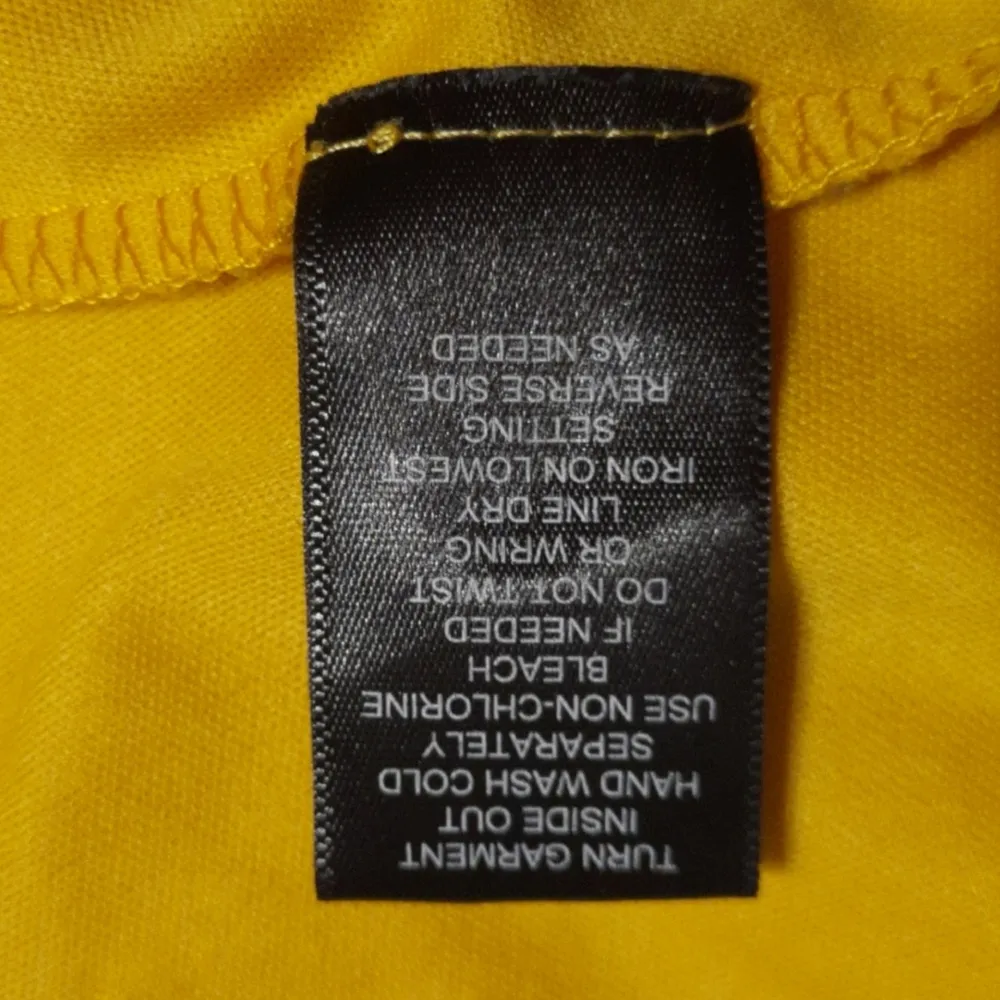 TURN GARMENT
INSIDE OUT
HAND WASH COLD
SEPARATELY
USE NON-CHLORINE
BLEACH
IF NEEDED
DO NOT TWIST
OR WRING
LINE DRY
IRON ON LOWEST
SETTING
REVERSE SIDE
AS NEEDED